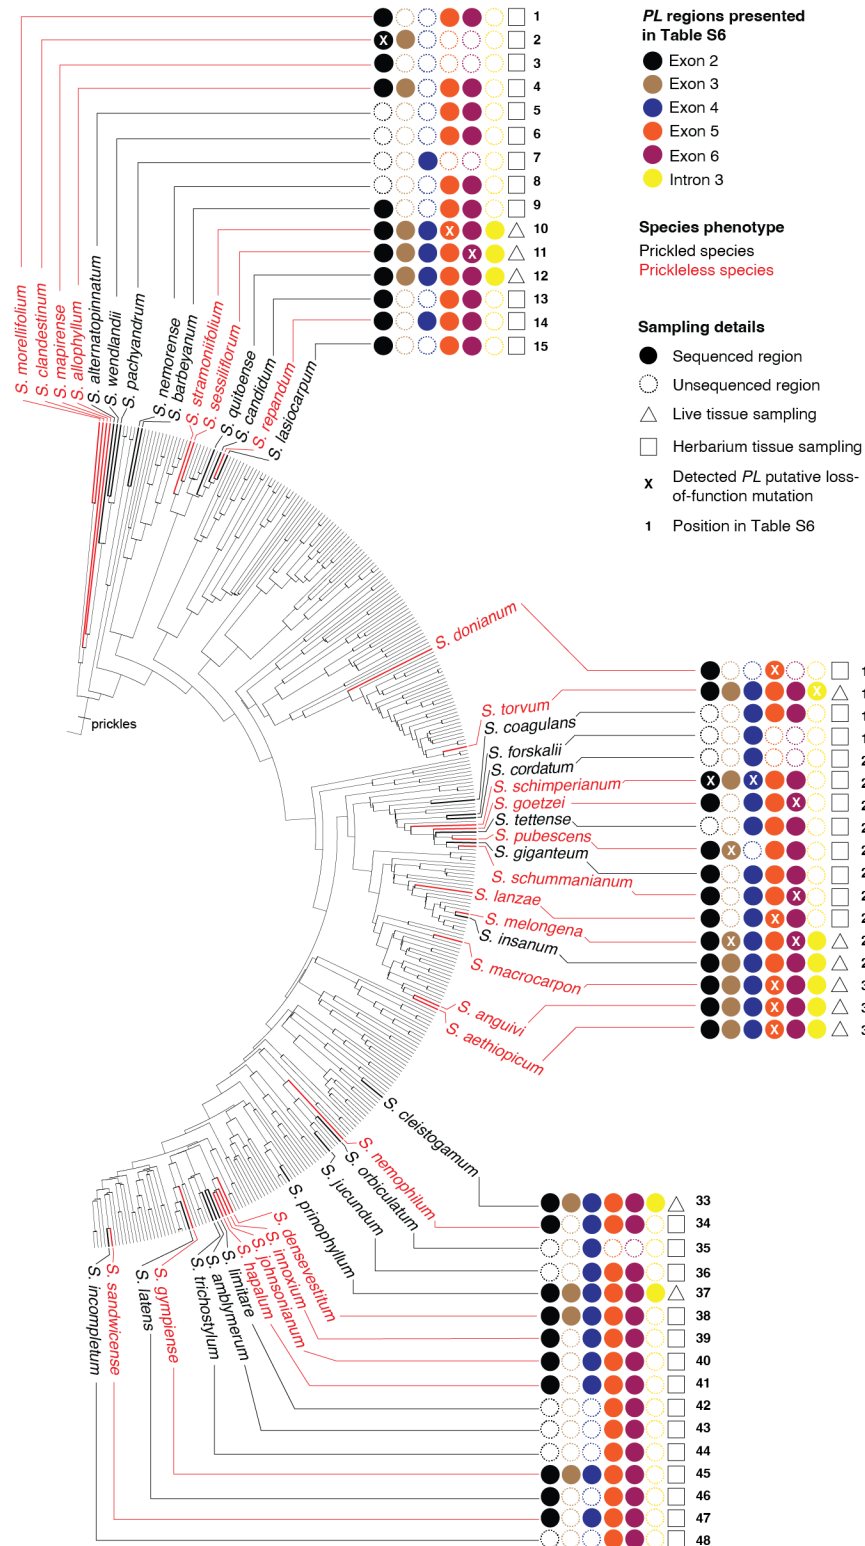 1
2
3
4
5
6
7
8
9
10
11
12
13
14
15
X
X
X
PL regions presented
in Table S6
Exon 2
Exon 3
Exon 4
Exon 5
Exon 6
Intron 3
Species phenotype
Prickled species
Prickleless species
Sampling details
Sequenced region
Unsequenced region
Live tissue sampling
Herbarium tissue sampling
X Detected PL putative loss-
of-function mutation
1 Position in Table S6
S. morellifolium
S. clandestinum
S. mapirense
S. allophyllum
S. alternatopinnatum
S. wendlandii
S. pachyandrum
S. nemorense
S. barbeyanum
S. stramoniifolium
S. sessiliflorum
S. quitoense
S. candidum
S. repandum
S. lasiocarpum
prickles
S. donianum
S. torvum
S. coagulans
S. forskalii
S. cordatum
S. schimperianum
S. goetzei
S. tettense
S. pubescens
S. giganteum
S. schummanianum
S. lanzae
S. melongena
S. insanum
S. macrocarpon
S. anguivi
S. aethiopicum
X
X
X X
X
X
X
X
X X
X
X
X
S. cleistogamum
S. nemophilum
S. orbiculatum
S. jucundum
S. prinophyllum
S. densevestitum
S. innoxium
S. johnsonianum
S. hapalum
S. limitare
S. amblymerum
S. trichostylum
S. gympiense
S. latens
S. sandwicense
S. incompletum
33
34
35
36
37
38
39
40
41
42
43
44
45
46
47
48